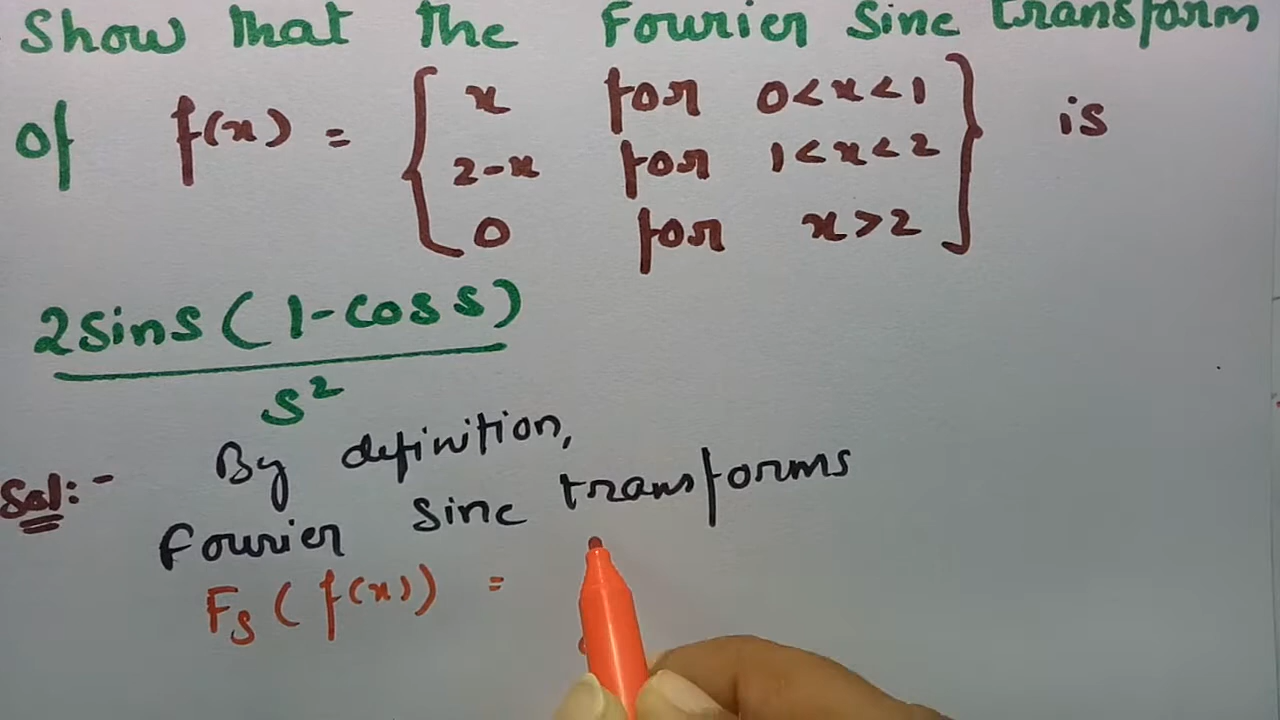 Show that the Fourier Sine transform
of f(x) = { x for 0<x<1 } is
2-x for 1<x<2
0 for x>2
2sins(1-cos s)
s²
Sol:- By definition,
Fourier sine transforms
Fs(f(x)) =